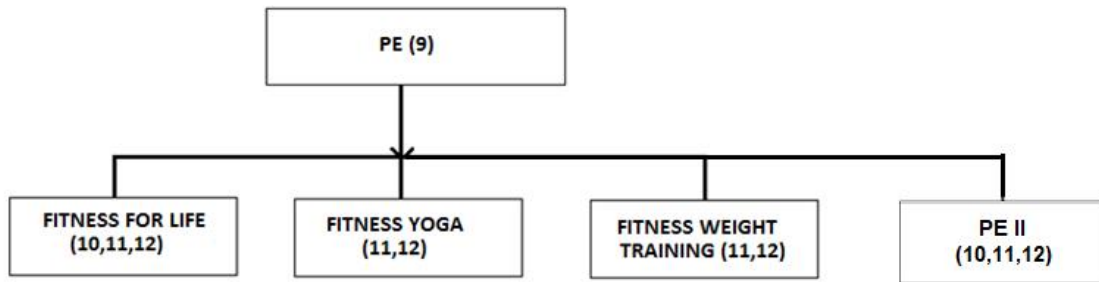 PE (9)
FITNESS FOR LIFE
(10,11,12)
FITNESS YOGA
(11,12)
FITNESS WEIGHT
TRAINING (11,12)
PE II
(10,11,12)